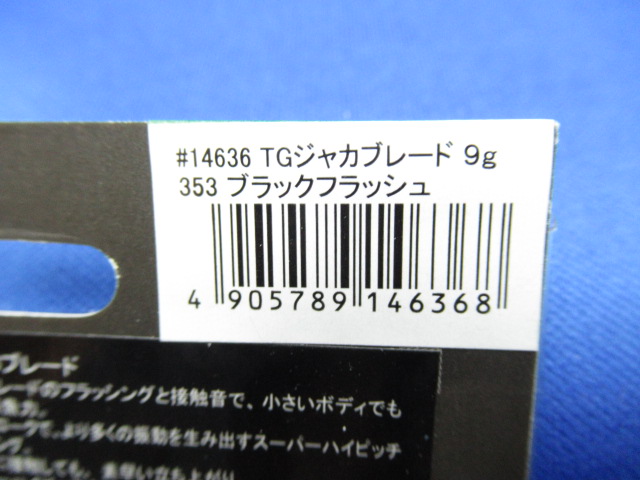 #14636 TGジャカブレード 9g
353 ブラックフラッシュ
4 905789 146368
ブレード
レードのフラッシングと接触音で、小さいボディでも
力。
より多くの振動を生み出すスーパーハイピッチ
ング。